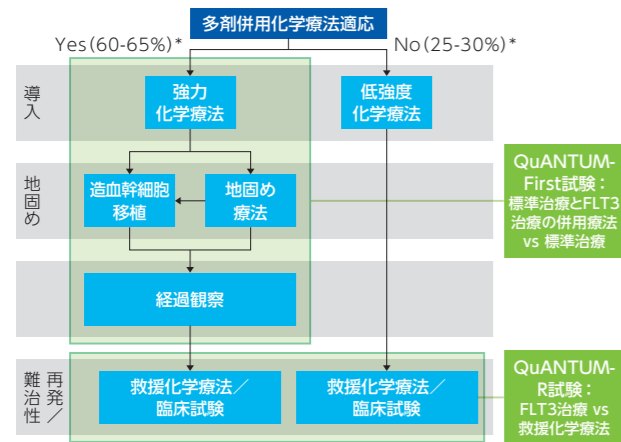 多剤併用化学療法適応
Yes(60-65%)*
No(25-30%)*
導入
強力
化学療法
低強度
化学療法
地固め
造血幹細胞
移植
地固め
療法
QuANTUM-
First試験：
標準治療とFLT3
治療の併用療法
vs 標準治療
経過観察
再発／
難治性
救援化学療法／
臨床試験
救援化学療法／
臨床試験
QuANTUM-
R試験：
FLT3治療 vs
救援化学療法